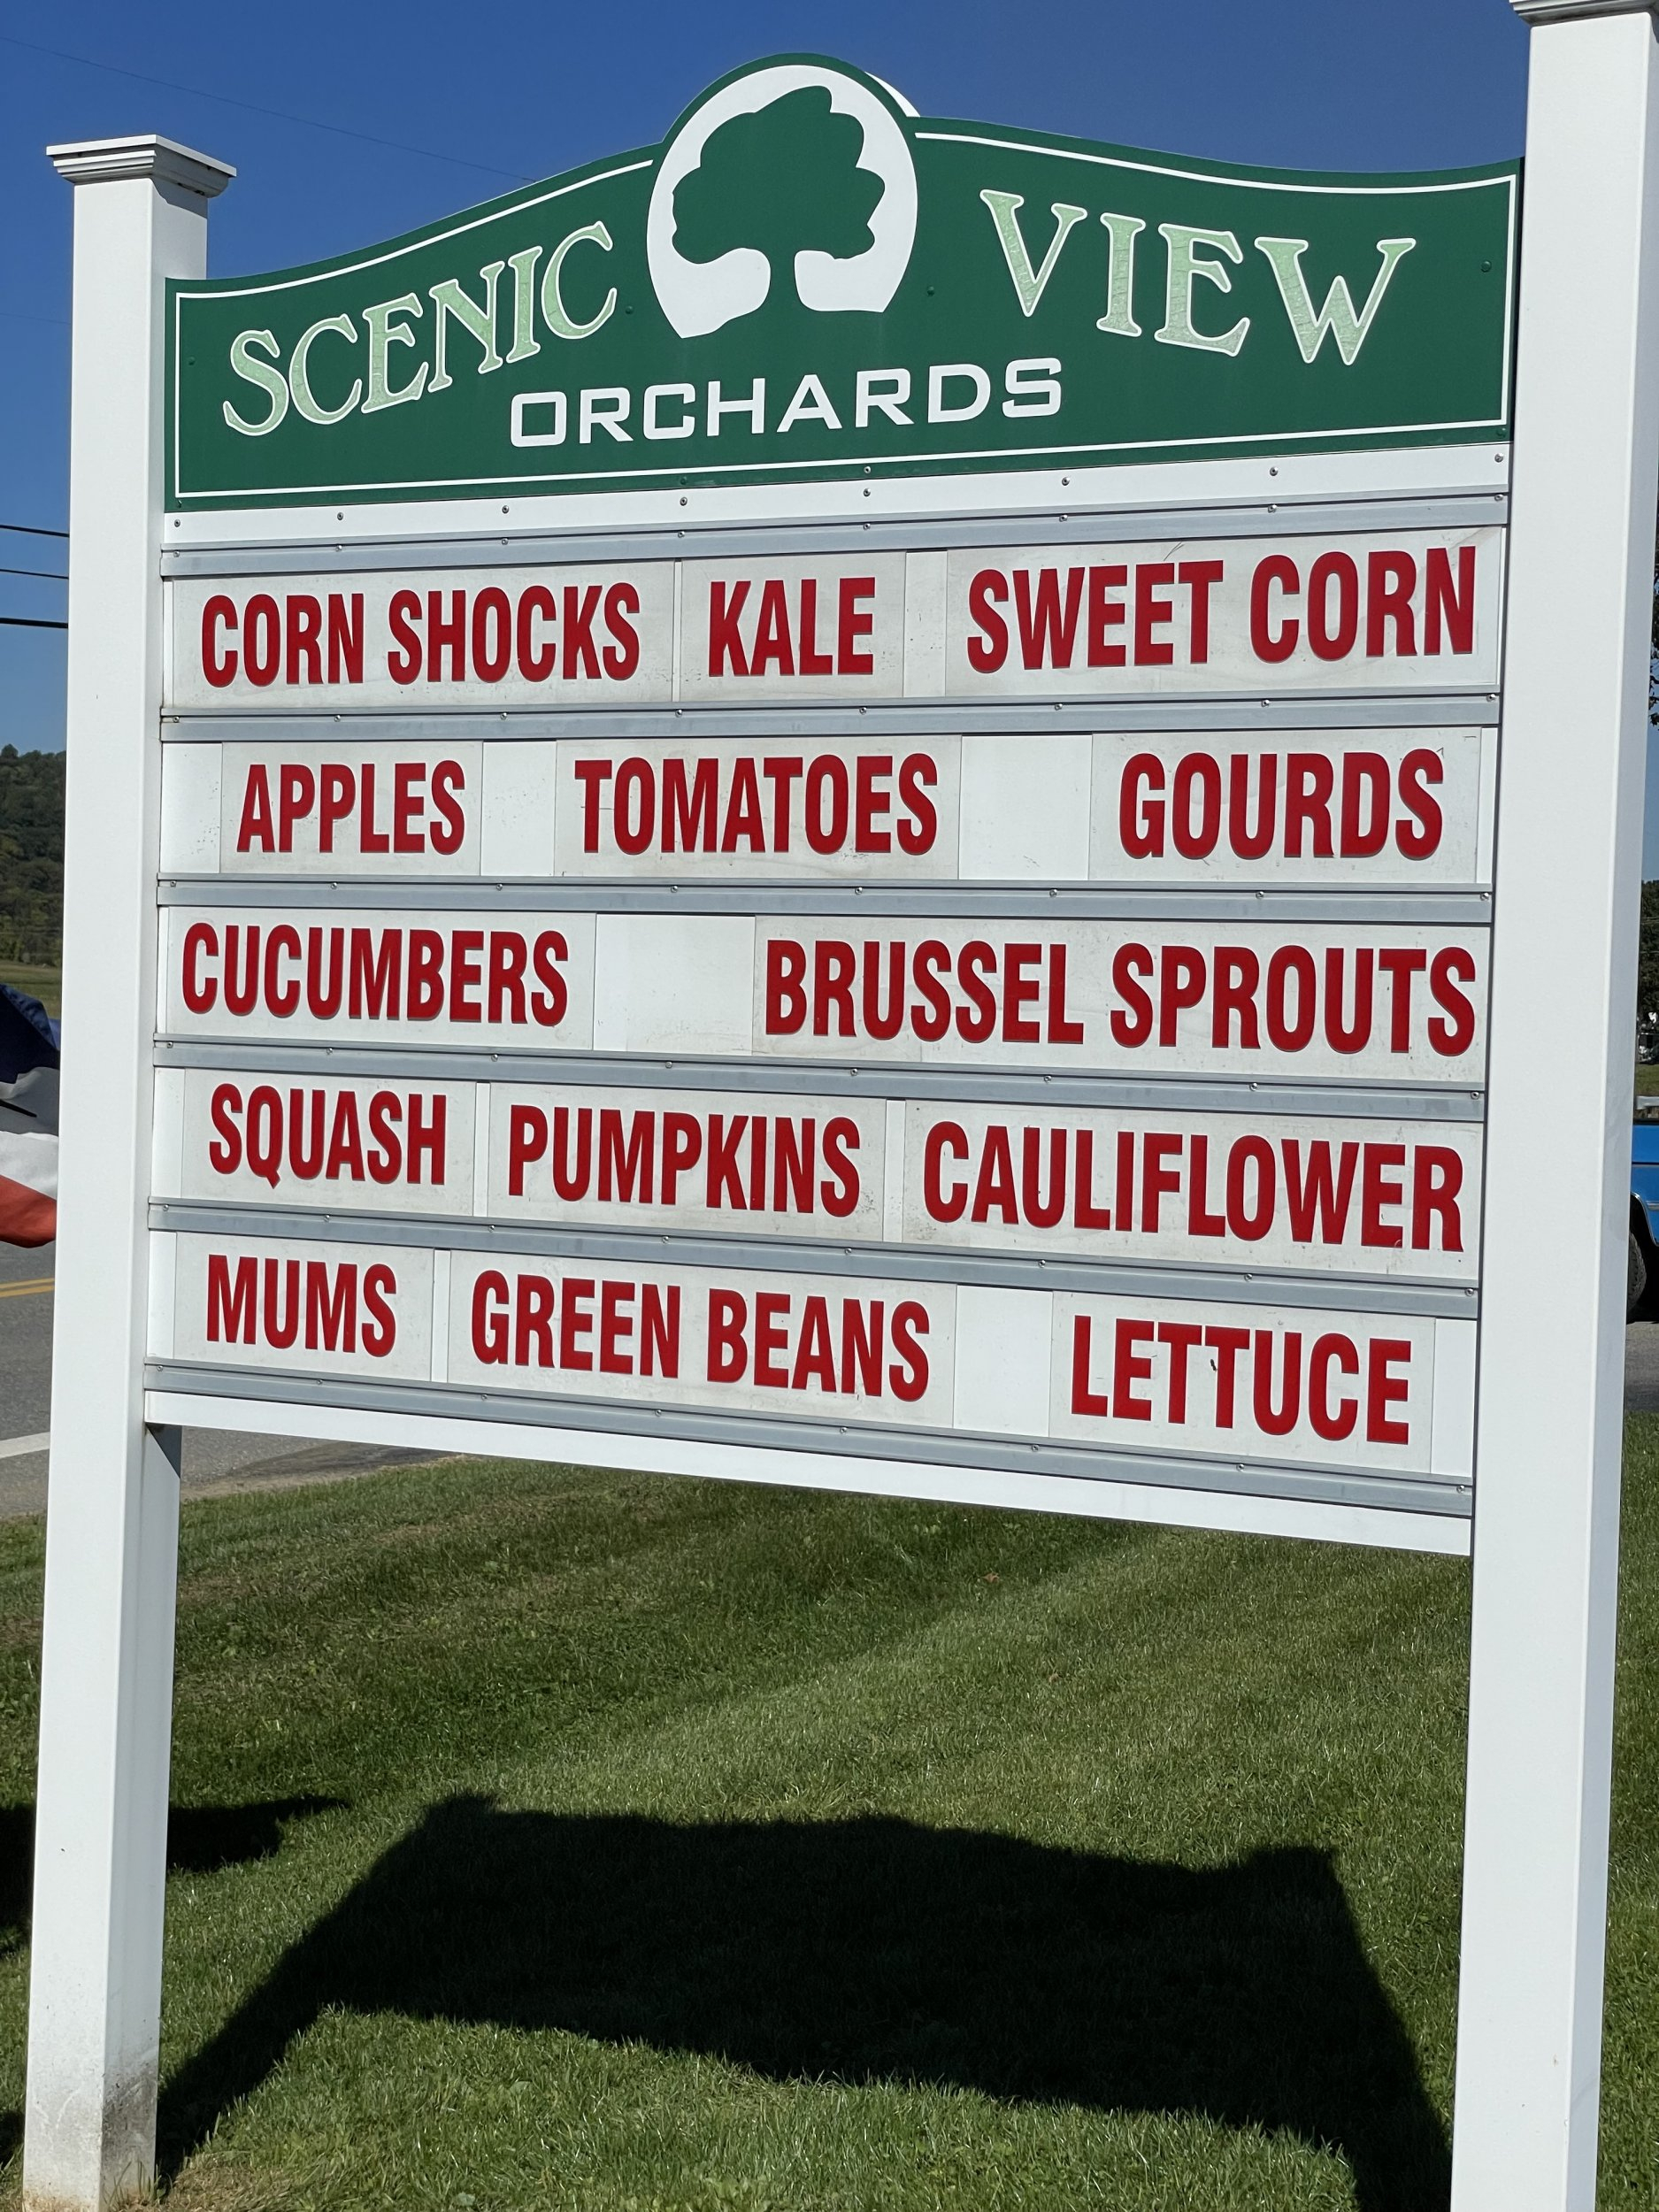 SCENIC VIEW
ORCHARDS
CORN SHOCKS KALE SWEET CORN
APPLES TOMATOES GOURDS
CUCUMBERS BRUSSEL SPROUTS
SQUASH PUMPKINS CAULIFLOWER
MUMS GREEN BEANS LETTUCE